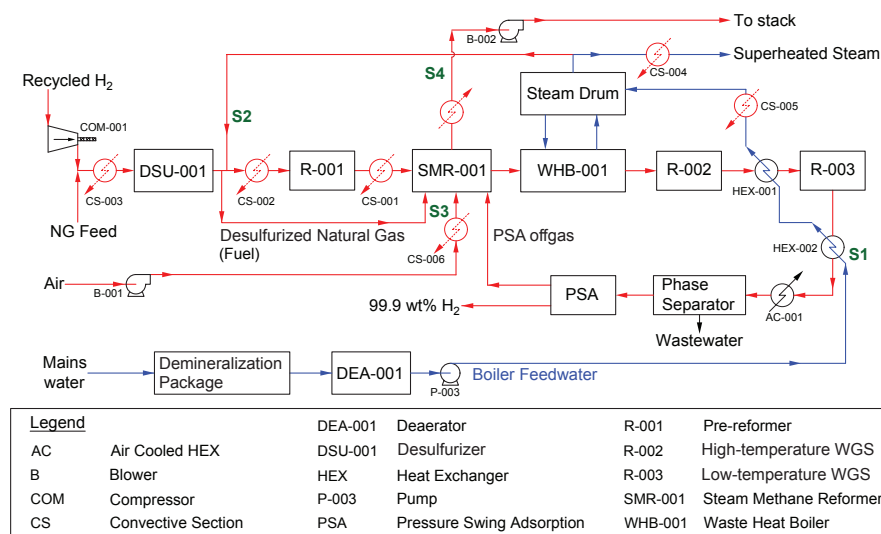 To stack
B-002
Superheated Steam
CS-004
S4
Recycled H₂
Steam Drum
CS-005
COM-001
S2
DSU-001
R-001
SMR-001
WHB-001
R-002
R-003
CS-003
CS-002
CS-001
HEX-001
NG Feed
S3
Desulfurized Natural Gas
(Fuel)
PSA offgas
HEX-002
S1
CS-006
Air
B-001
99.9 wt% H₂
PSA
Phase
Separator
AC-001
Wastewater
Mains
water
Demineralization
Package
DEA-001
P-003
Boiler Feedwater
Legend
DEA-001 Deaerator R-001 Pre-reformer
AC Air Cooled HEX DSU-001 Desulfurizer R-002 High-temperature WGS
B Blower HEX Heat Exchanger R-003 Low-temperature WGS
COM Compressor P-003 Pump SMR-001 Steam Methane Reformer
CS Convective Section PSA Pressure Swing Adsorption WHB-001 Waste Heat Boiler